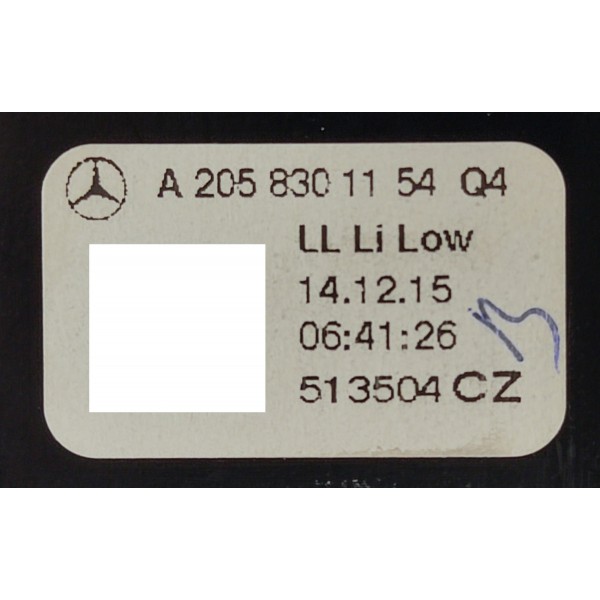 A 205 830 11 54 Q4
LL Li Low
14.12.15
06:41:26
513504 CZ